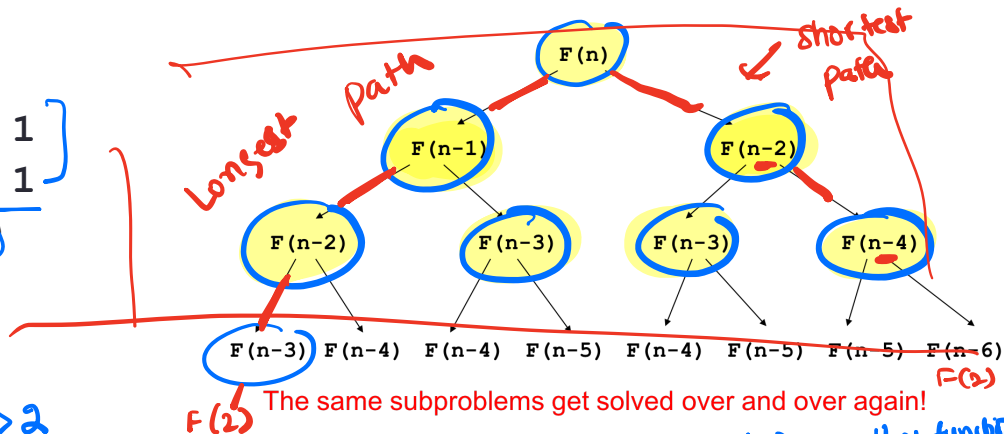 F(n)
shortest
path
Longest path
1
1
F(n-1)
F(n-2)
F(n-2)
F(n-3)
F(n-3)
F(n-4)
F(n-3) F(n-4) F(n-4) F(n-5) F(n-4) F(n-5) F(n-5) F(n-6)
F(2)
F(2)
The same subproblems get solved over and over again!
>2